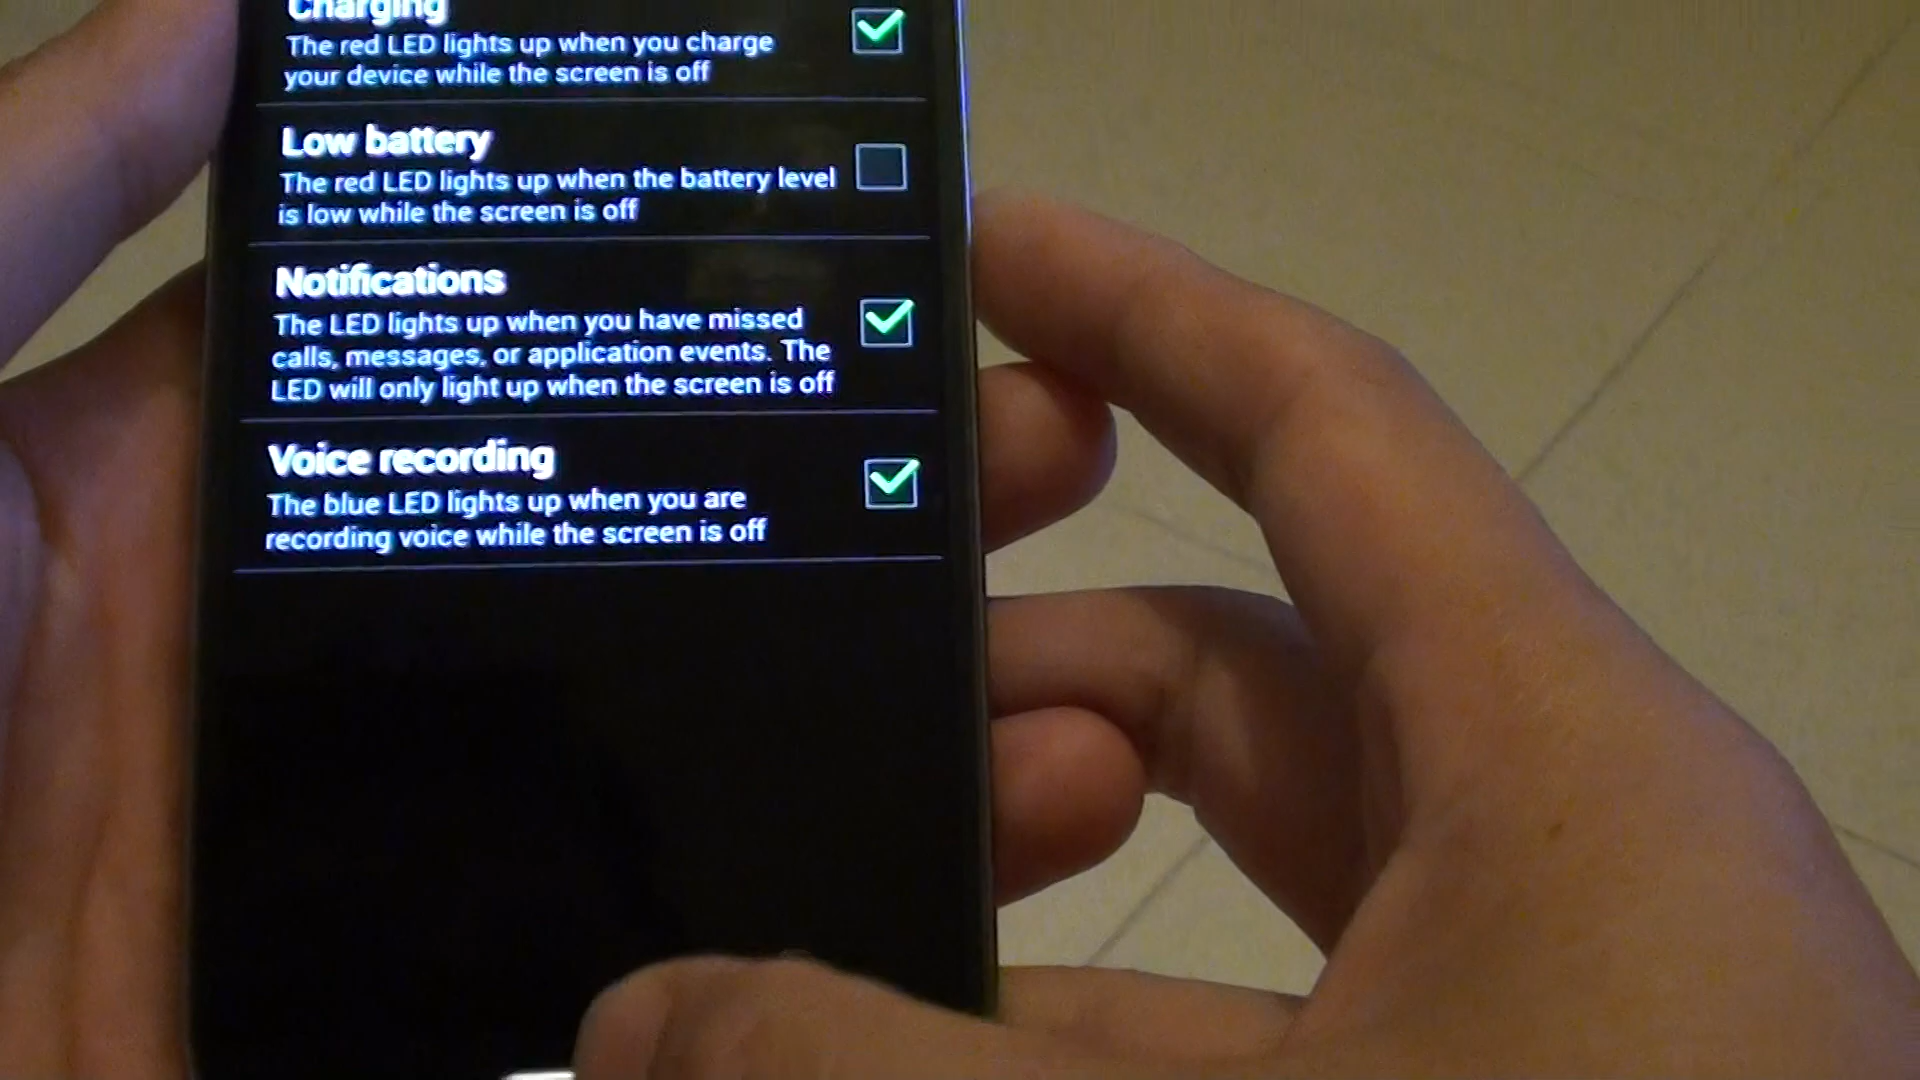 Charging
The red LED lights up when you charge
your device while the screen is off
Low battery
The red LED lights up when the battery level
is low while the screen is off
Notifications
The LED lights up when you have missed
calls, messages, or application events. The
LED will only light up when the screen is off
Voice recording
The blue LED lights up when you are
recording voice while the screen is off